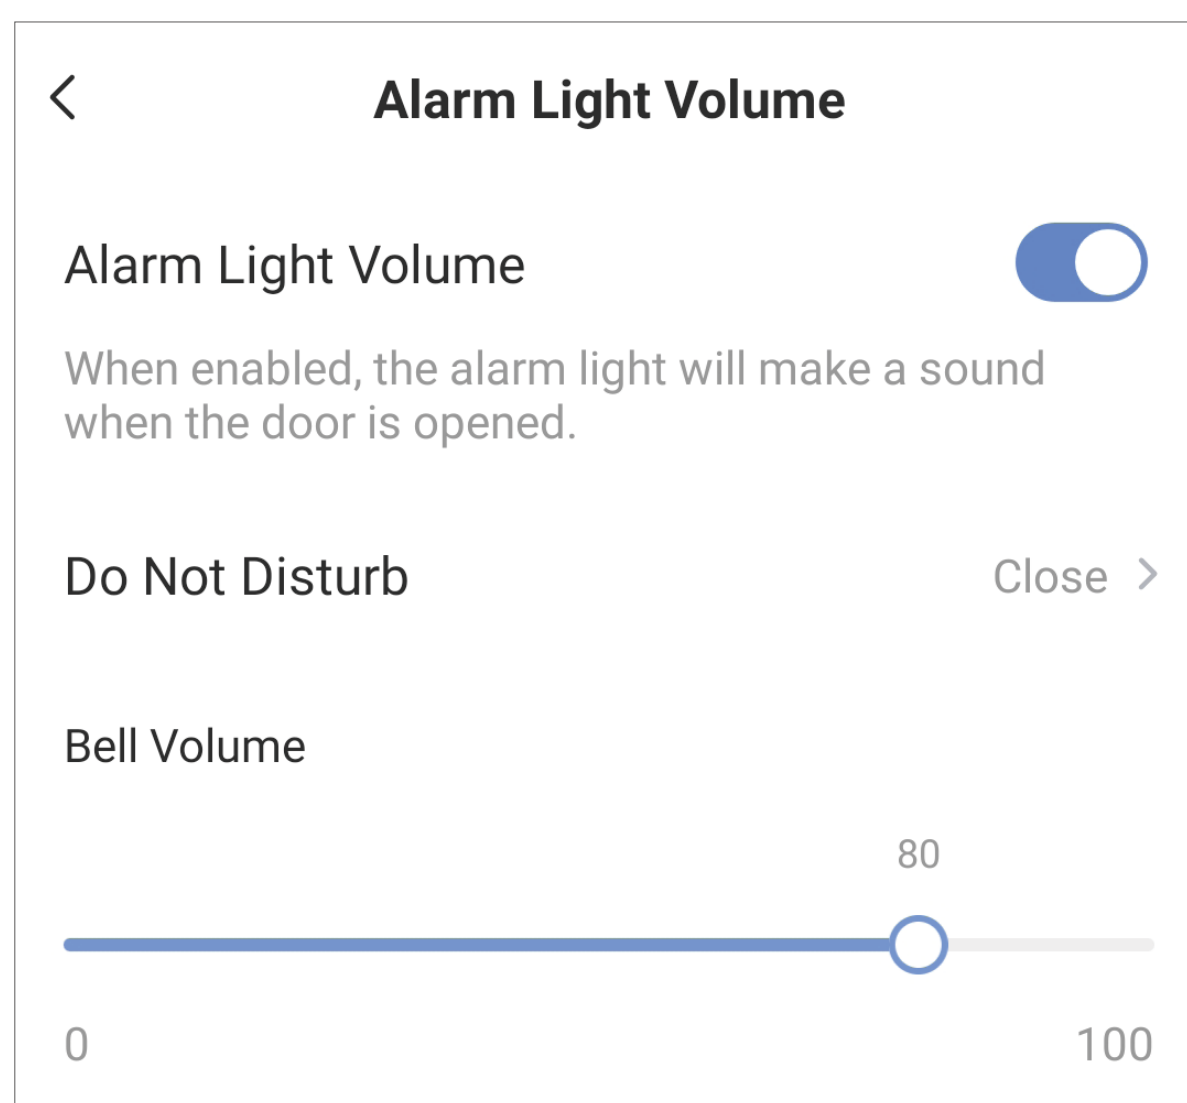 Alarm Light Volume
Alarm Light Volume
When enabled, the alarm light will make a sound
when the door is opened.
Do Not Disturb Close
Bell Volume
80
0 100